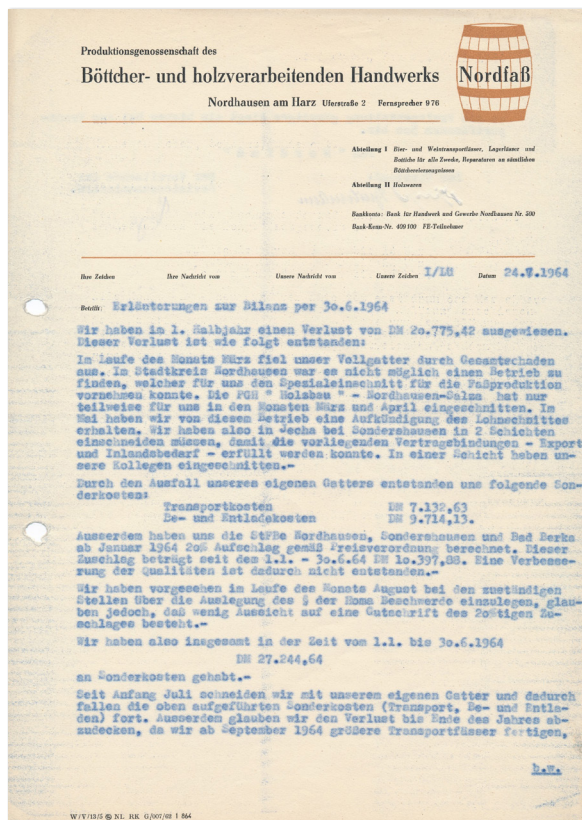 Produktionsgenossenschaft des
Böttcher- und holzverarbeitenden Handwerks
Nordfaß
Nordhausen am Harz Uferstraße 2 Fernsprecher 976
Abteilung I Bier- und Weintransportfässer, Lagerfässer und
Bottiche für alle Zwecke, Reparaturen an sämtlichen
Böttchereierzeugnissen
Abteilung II Holzwaren
Bankkonto: Bank für Handwerk und Gewerbe Nordhausen Nr. 500
Bank-Kenn-Nr. 409100 FE-Teilnehmer
Ihre Zeichen Ihre Nachricht vom Unsere Nachricht vom Unsere Zeichen I/LU Datum 24.7.1964
Betrifft: Erläuterungen zur Bilanz per 30.6.1964
Wir haben im 1. Halbjahr einen Verlust von DM 20.775,42 ausgewiesen.
Dieser Verlust ist wie folgt entstanden:
Im Laufe des Monats März fiel unser Vollgatter durch Gesamtschaden
aus. Im Stadtkreis Nordhausen war es nicht möglich einen Betrieb zu
finden, welcher für uns den Spezialeinschnitt für die Faßproduktion
vornehmen konnte. Die PGH " Holzbau " - Nordhausen-Salza hat nur
teilweise für uns in den Monaten März und April eingeschnitten. Im
Mai haben wir von diesem Betrieb eine Aufkündigung des Lohnschnittes
erhalten. Wir haben also in Jecha bei Sondershausen in 2 Schichten
einschneiden müssen, damit die vorliegenden Vertragsbindungen - Export
und Inlandsbedarf - erfüllt werden konnte. In einer Schicht haben un-
sere Kollegen eingeschnitten.-
Durch den Ausfall unseres eigenen Gatters entstanden uns folgende Son-
derkosten:
Transportkosten DM 7.132,63
Be- und Entladekosten DM 9.714,13.
Ausserdem haben uns die StFBe Nordhausen, Sondershausen und Bad Berka
ab Januar 1964 20% Aufschlag gemäß Preisverordnung berechnet. Dieser
Zuschlag beträgt seit dem 1.1. - 30.6.64 DM 10.397,88. Eine Verbesse-
rung der Qualitäten ist dadurch nicht entstanden.-
Wir haben vorgesehen im Laufe des Monats August bei den zuständigen
Stellen über die Auslegung des § der Homa Beschwerde einzulegen, glau-
ben jedoch, daß wenig Aussicht auf eine Gutschrift des 20%tigen Zu-
schlages besteht.-
Wir haben also insgesamt in der Zeit vom 1.1. bis 30.6.1964
DM 27.244,64
an Sonderkosten gehabt.-
Seit Anfang Juli schneiden wir mit unserem eigenen Gatter und dadurch
fallen die oben aufgeführten Sonderkosten (Transport, Be- und Entla-
den) fort. Ausserdem glauben wir den Verlust bis Ende des Jahres ab-
zudecken, da wir ab September 1964 größere Transportfässer fertigen,
b.w.
W/V/13/5 NL RK G/007/62 1 864